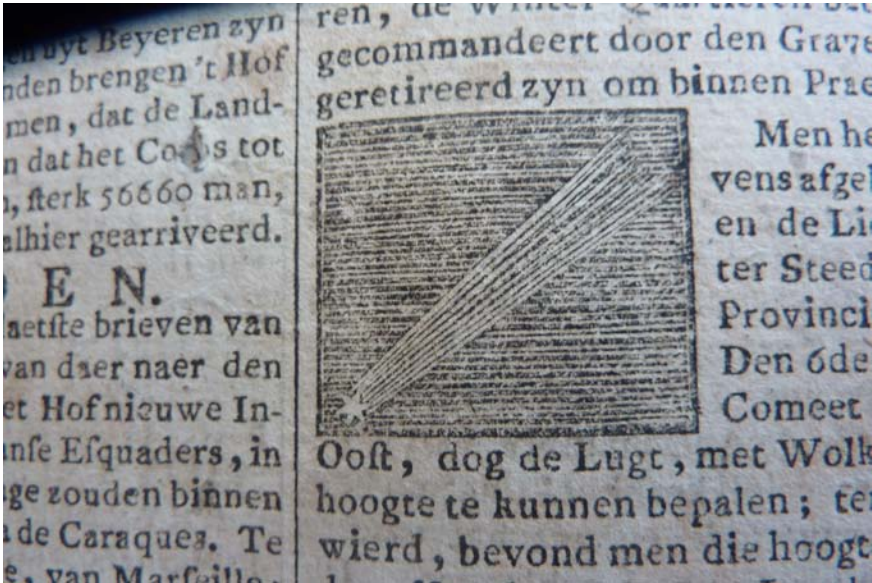 uyt Beyeren zyn
nden brengen 't Hof
men, dat de Land-
n dat het Co s tot
n, ſterk 56660 man,
alhier gearriveerd.
E N.
aetſte brieven van
van daer naer den
et Hofnieuwe In-
anſe Eſquaders, in
ge zouden binnen
de Caraques. Te
e, van Marſeille,
ren, de Winter
gecommandeert door den Grave
geretireerd zyn om binnen Prae
Men he
vens afge
en de Li
ter Steed
Provinci
Den 6de
Comeet
Ooſt, dog de Lugt, met Wolk
hoogte te kunnen bepalen; te
wierd, bevond men die hoogt